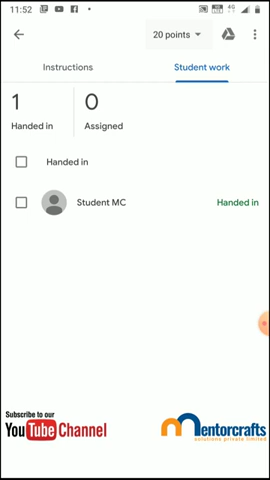 11:52
20 points
Instructions
Student work
1
0
Handed in
Assigned
Handed in
Student MC
Handed in
Subscribe to our
YouTube Channel
mentorcrafts
solutions private limited